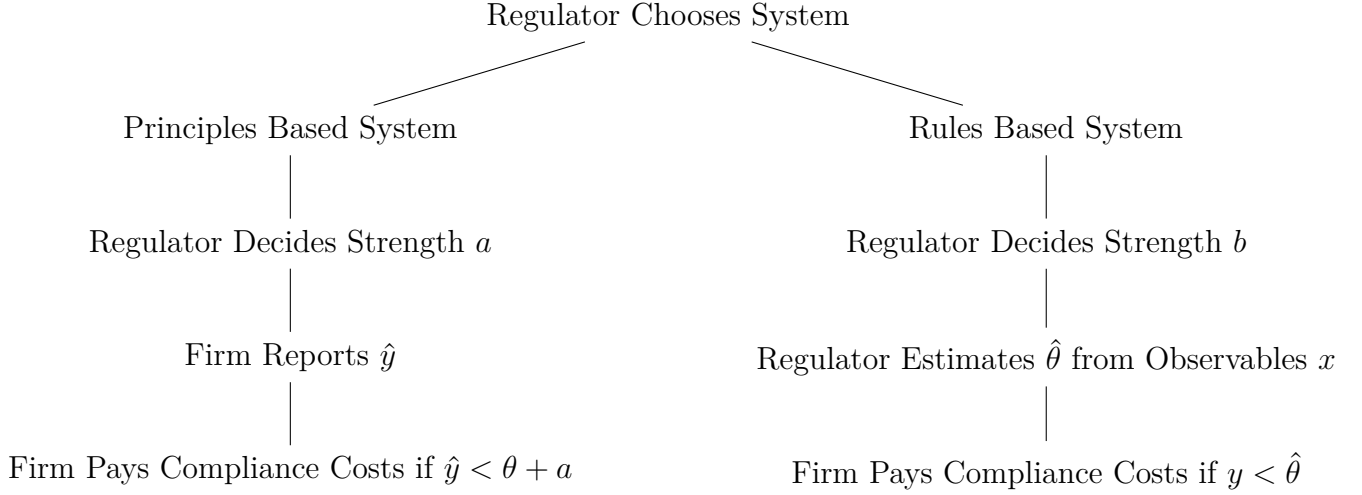 Regulator Chooses System
Principles Based System
Rules Based System
Regulator Decides Strength a
Regulator Decides Strength b
Firm Reports ŷ
Regulator Estimates θ̂ from Observables x
Firm Pays Compliance Costs if ŷ < θ + a
Firm Pays Compliance Costs if y < θ̂